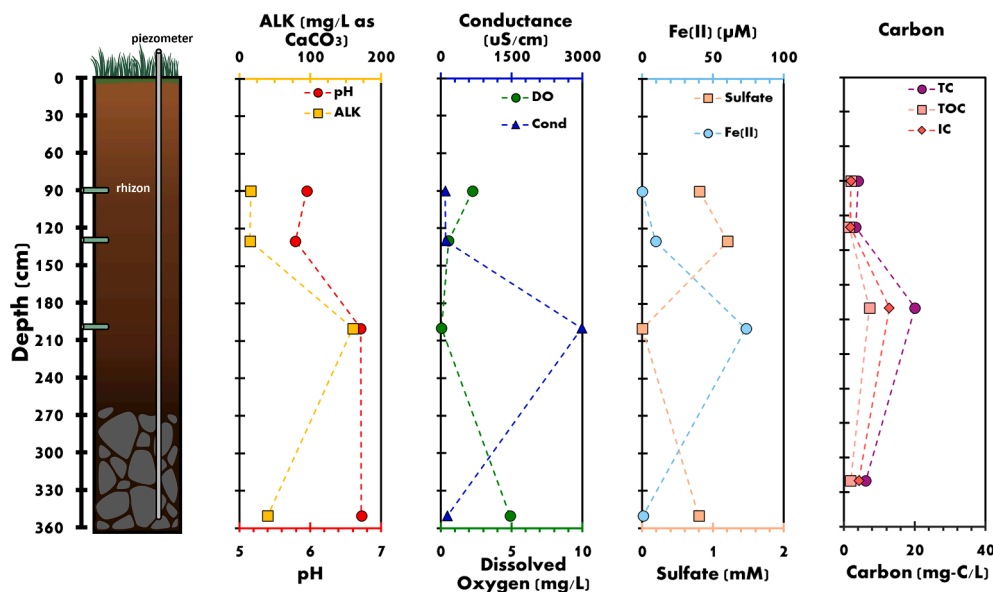 piezometer
rhizon
Depth (cm)
0
30
60
90
120
150
180
210
240
270
300
330
360
ALK (mg/L as
CaCO3)
0 100 200
pH
ALK
5 6 7
pH
Conductance
(uS/cm)
0 1500 3000
DO
Cond
0 5 10
Dissolved
Oxygen (mg/L)
Fe(II) (µM)
0 50 100
Sulfate
Fe(II)
0 1 2
Sulfate (mM)
Carbon
TC
TOC
IC
0 20 40
Carbon (mg-C/L)